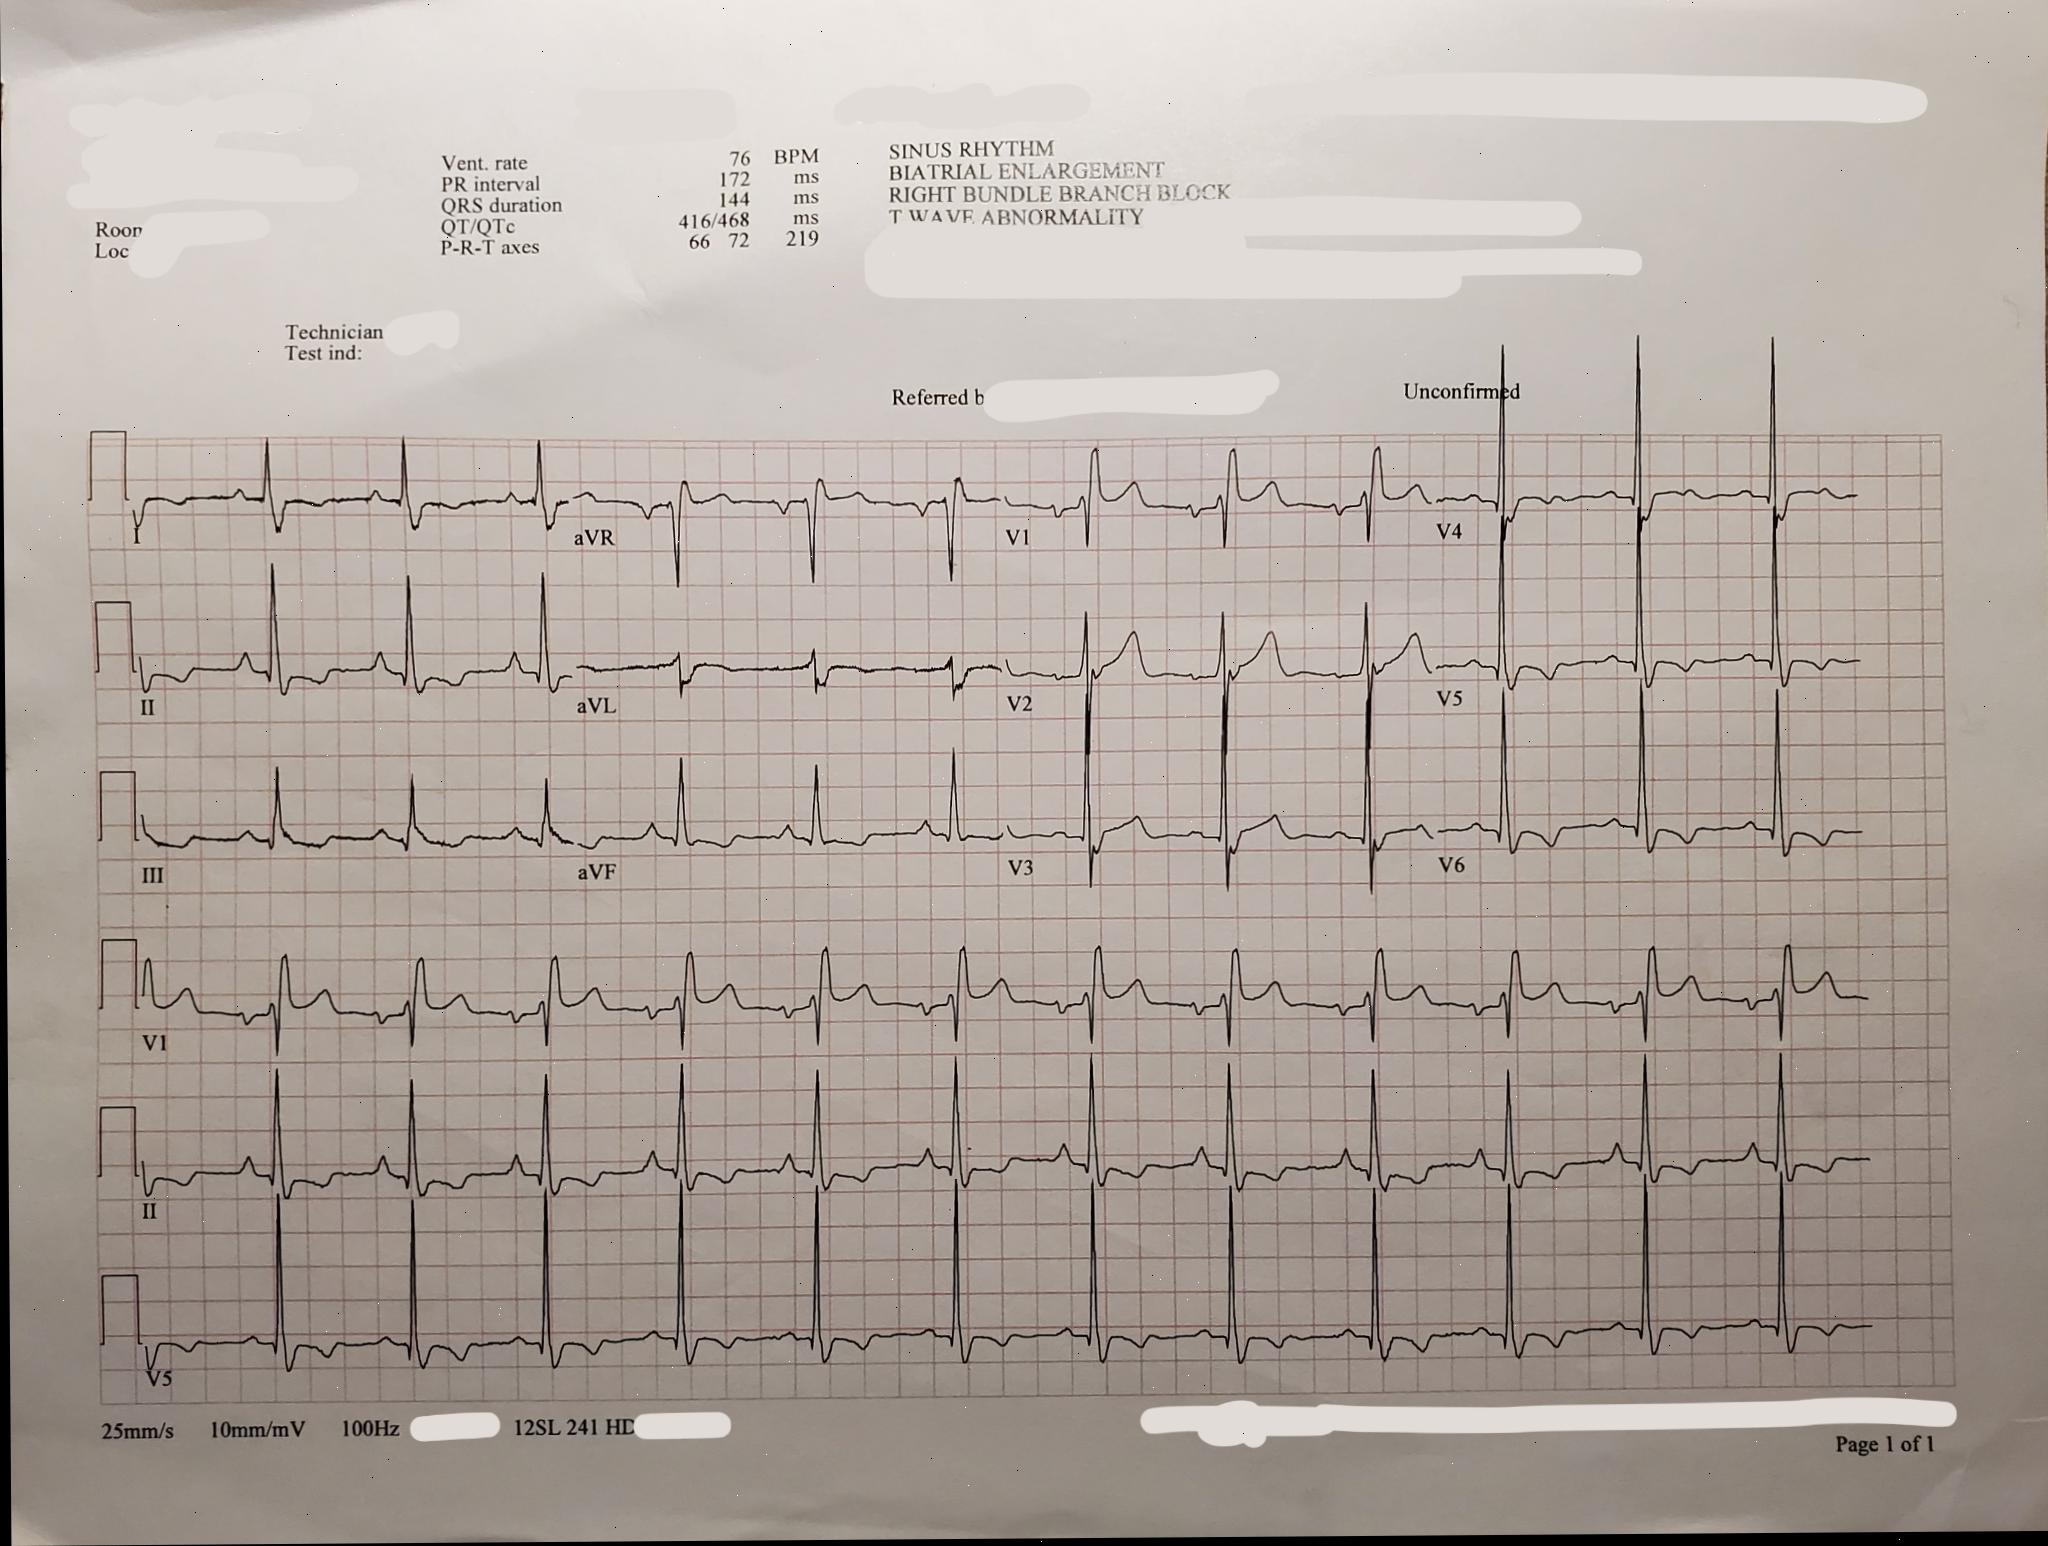 Vent. rate 76 BPM
PR interval 172 ms
QRS duration 144 ms
QT/QTc 416/468 ms
P-R-T axes 66 72 219
SINUS RHYTHM
BIATRIAL ENLARGEMENT
RIGHT BUNDLE BRANCH BLOCK
T WAVE ABNORMALITY
Roon
Loc
Technician
Test ind:
Referred b
Unconfirmed
I aVR V1 V4
II aVL V2 V5
III aVF V3 V6
V1
II
V5
25mm/s 10mm/mV 100Hz 12SL 241 HD
Page 1 of 1